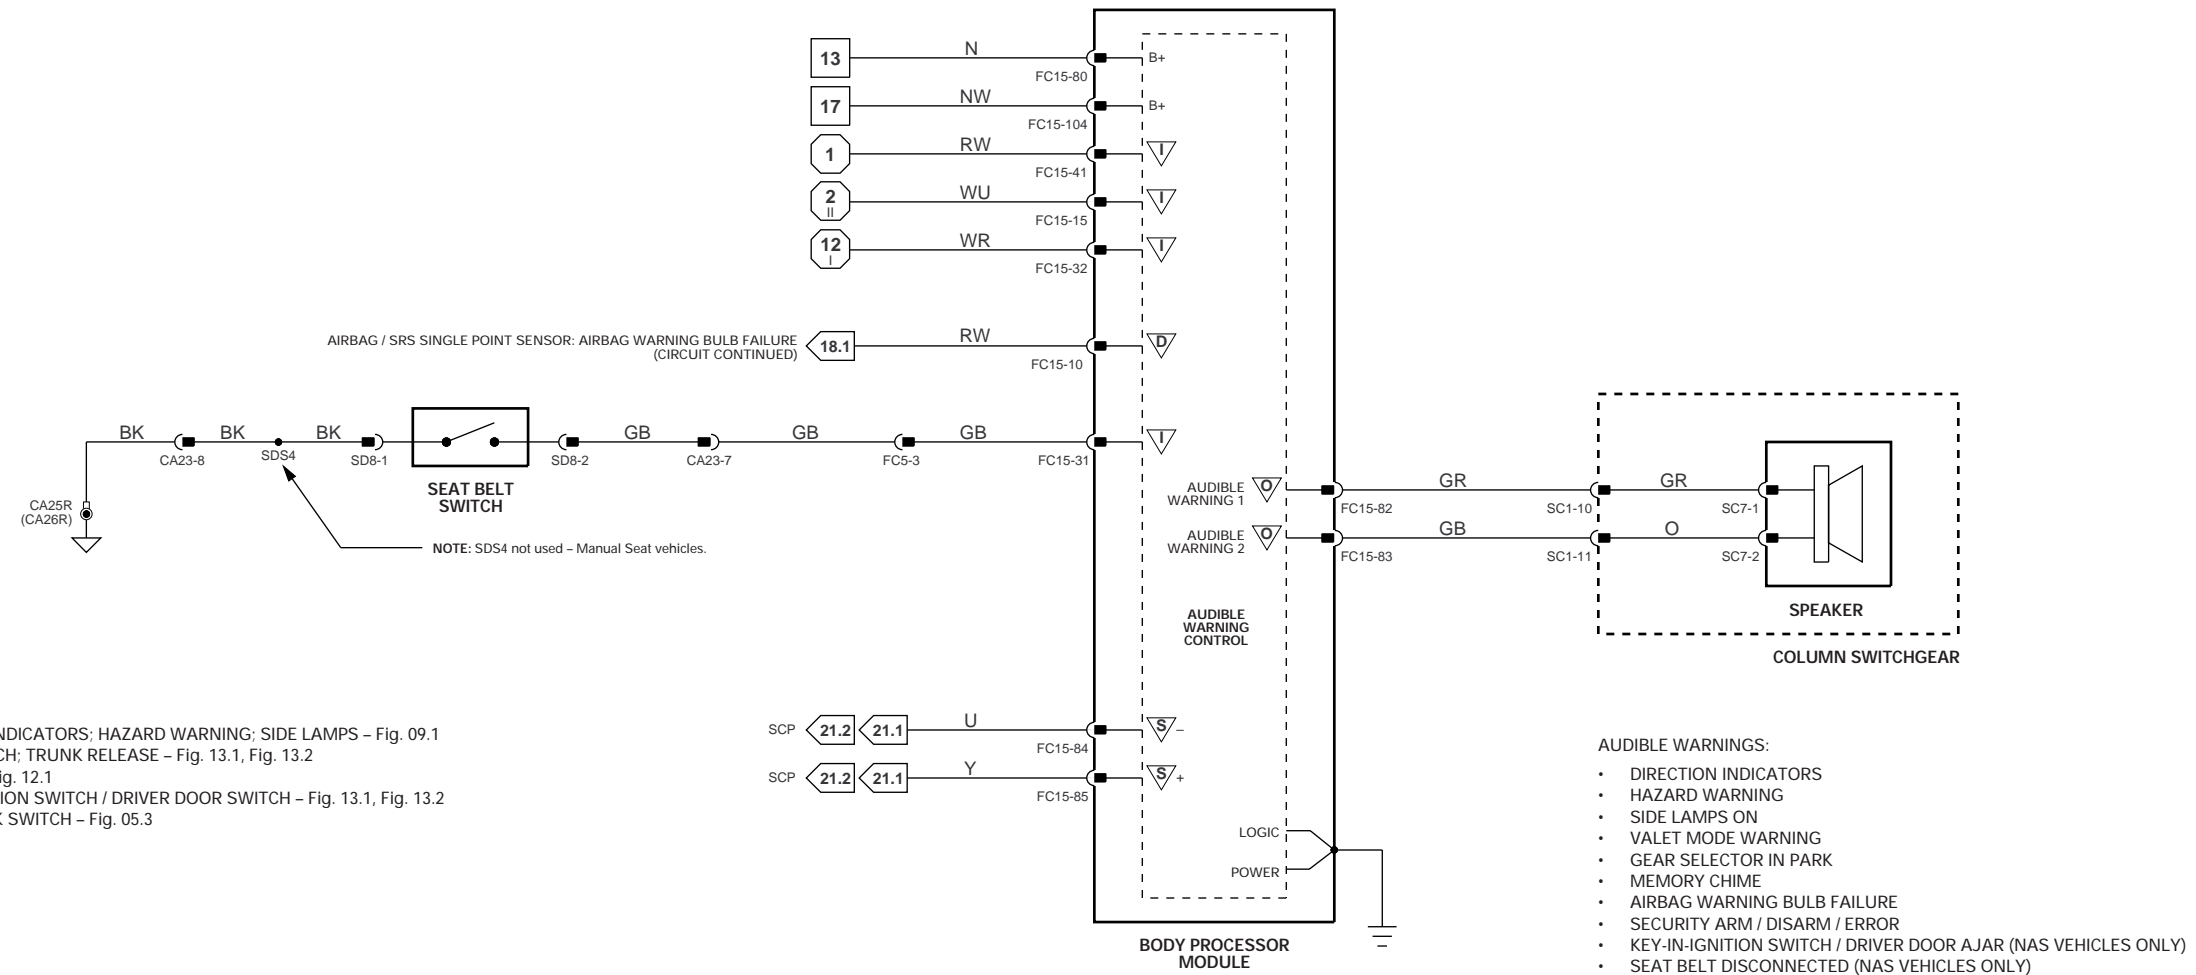 13
N
FC15-80
B+
17
NW
FC15-104
B+
1
RW
FC15-41
I
2
II
WU
FC15-15
I
12
I
WR
FC15-32
I
AIRBAG / SRS SINGLE POINT SENSOR: AIRBAG WARNING BULB FAILURE
(CIRCUIT CONTINUED)
18.1
RW
FC15-10
D
BK
CA23-8
BK
SDS4
BK
SD8-1
SEAT BELT
SWITCH
SD8-2
GB
CA23-7
GB
FC5-3
GB
FC15-31
I
CA25R
(CA26R)
NOTE: SDS4 not used – Manual Seat vehicles.
AUDIBLE
WARNING 1
O
FC15-82
GR
SC1-10
GR
SC7-1
AUDIBLE
WARNING 2
O
FC15-83
GB
SC1-11
O
SC7-2
SPEAKER
COLUMN SWITCHGEAR
AUDIBLE
WARNING
CONTROL
SCP
21.2
21.1
U
FC15-84
S –
SCP
21.2
21.1
Y
FC15-85
S +
LOGIC
POWER
BODY PROCESSOR
MODULE
NDICATORS; HAZARD WARNING; SIDE LAMPS – Fig. 09.1
CH; TRUNK RELEASE – Fig. 13.1, Fig. 13.2
ig. 12.1
ION SWITCH / DRIVER DOOR SWITCH – Fig. 13.1, Fig. 13.2
K SWITCH – Fig. 05.3
AUDIBLE WARNINGS:
• DIRECTION INDICATORS
• HAZARD WARNING
• SIDE LAMPS ON
• VALET MODE WARNING
• GEAR SELECTOR IN PARK
• MEMORY CHIME
• AIRBAG WARNING BULB FAILURE
• SECURITY ARM / DISARM / ERROR
• KEY-IN-IGNITION SWITCH / DRIVER DOOR AJAR (NAS VEHICLES ONLY)
• SEAT BELT DISCONNECTED (NAS VEHICLES ONLY)